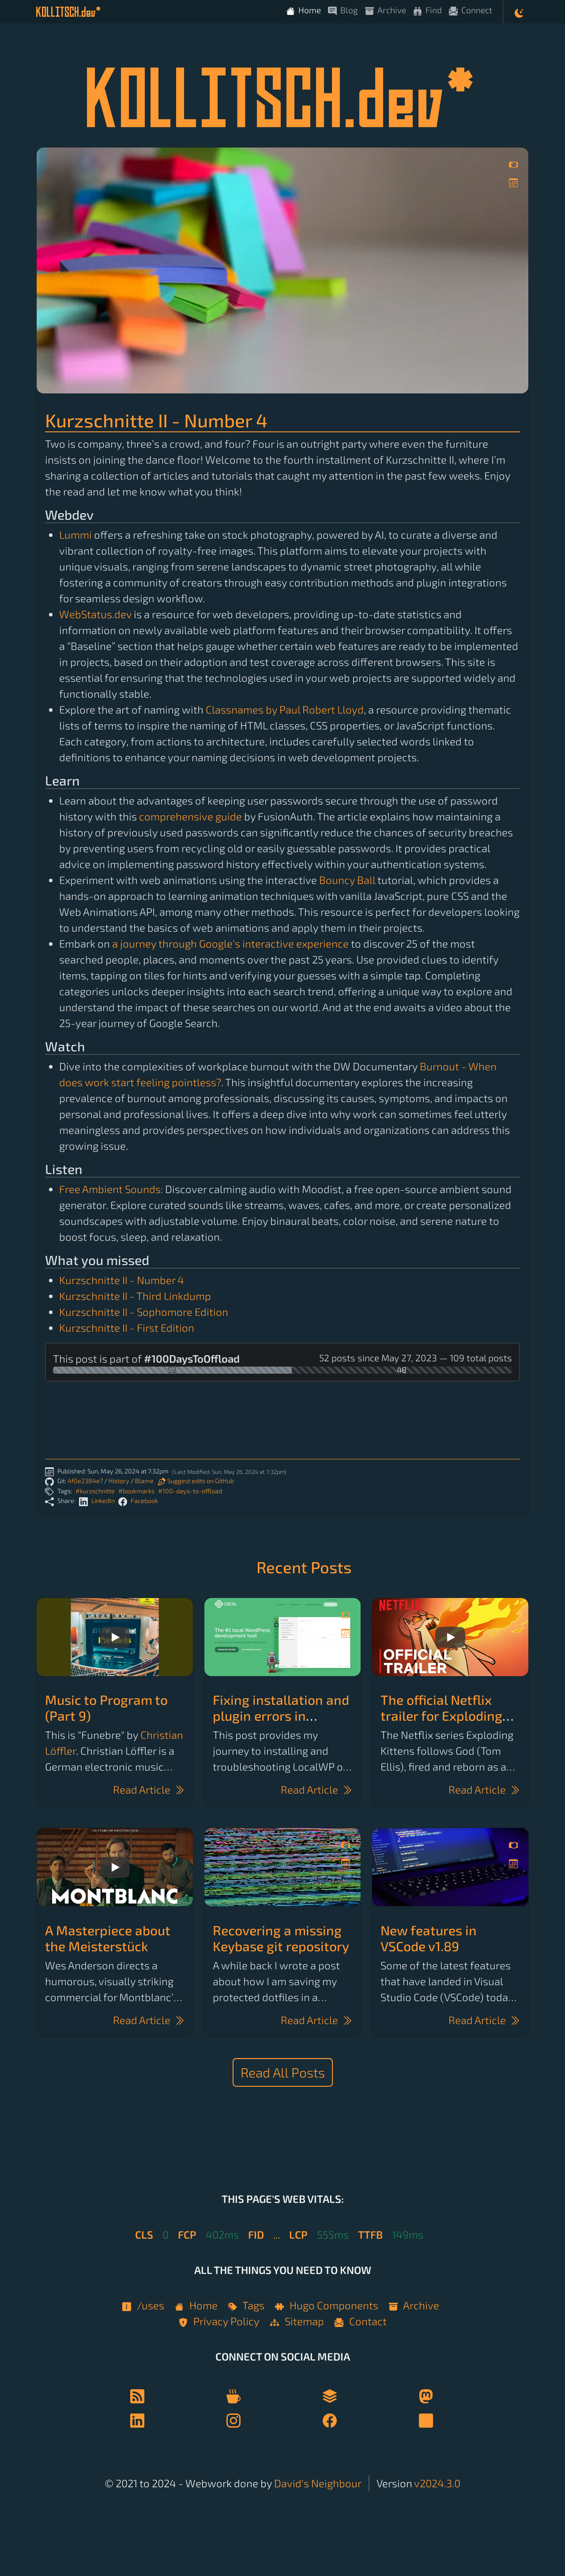 KOLLITSCH.dev*
Home Blog Archive Find Connect
KOLLITSCH.dev*
Kurzschnitte II - Number 4
Two is company, three's a crowd, and four? Four is an outright party where even the furniture
insists on joining the dance floor! Welcome to the fourth installment of Kurzschnitte II, where I'm
sharing a collection of articles and tutorials that caught my attention in the past few weeks. Enjoy
the read and let me know what you think!
Webdev
Lummi offers a refreshing take on stock photography, powered by AI, to curate a diverse and
vibrant collection of royalty-free images. This platform aims to elevate your projects with
unique visuals, ranging from serene landscapes to dynamic street photography, all while
fostering a community of creators through easy contribution methods and plugin integrations
for seamless design workflow.
WebStatus.dev is a resource for web developers, providing up-to-date statistics and
information on newly available web platform features and their browser compatibility. It offers
a "Baseline" section that helps gauge whether certain web features are ready to be implemented
in projects, based on their adoption and test coverage across different browsers. This site is
essential for ensuring that the technologies used in your web projects are supported widely and
functionally stable.
Explore the art of naming with Classnames by Paul Robert Lloyd, a resource providing thematic
lists of terms to inspire the naming of HTML classes, CSS properties, or JavaScript functions.
Each category, from actions to architecture, includes carefully selected words linked to
definitions to enhance your naming decisions in web development projects.
Learn
Learn about the advantages of keeping user passwords secure through the use of password
history with this comprehensive guide by FusionAuth. The article explains how maintaining a
history of previously used passwords can significantly reduce the chances of security breaches
by preventing users from recycling old or easily guessable passwords. It provides practical
advice on implementing password history effectively within your authentication systems.
Experiment with web animations using the interactive Bouncy Ball tutorial, which provides a
hands-on approach to learning animation techniques with vanilla JavaScript, pure CSS and the
Web Animations API, among many other methods. This resource is perfect for developers looking
to understand the basics of web animations and apply them in their projects.
Embark on a journey through Google's interactive experience to discover 25 of the most
searched people, places, and moments over the past 25 years. Use provided clues to identify
items, tapping on tiles for hints and verifying your guesses with a simple tap. Completing
categories unlocks deeper insights into each search trend, offering a unique way to explore and
understand the impact of these searches on our world. And at the end awaits a video about the
25-year journey of Google Search.
Watch
Dive into the complexities of workplace burnout with the DW Documentary Burnout - When
does work start feeling pointless?. This insightful documentary explores the increasing
prevalence of burnout among professionals, discussing its causes, symptoms, and impacts on
personal and professional lives. It offers a deep dive into why work can sometimes feel utterly
meaningless and provides perspectives on how individuals and organizations can address this
growing issue.
Listen
Free Ambient Sounds: Discover calming audio with Moodist, a free open-source ambient sound
generator. Explore curated sounds like streams, waves, cafes, and more, or create personalized
soundscapes with adjustable volume. Enjoy binaural beats, color noise, and serene nature to
boost focus, sleep, and relaxation.
What you missed
Kurzschnitte II - Number 4
Kurzschnitte II - Third Linkdump
Kurzschnitte II - Sophomore Edition
Kurzschnitte II - First Edition
This post is part of #100DaysToOffload 52 posts since May 27, 2023 — 109 total posts
52 48
Published: Sun, May 26, 2024 at 7:32pm (Last Modified: Sun, May 26, 2024 at 7:32pm)
Git: 4f0e2384e7 / History / Blame Suggest edits on GitHub
Tags: #kurzschnitte #bookmarks #100-days-to-offload
Share: LinkedIn Facebook
Recent Posts
LOCAL
The #1 local WordPress
development tool
NETFLIX
OFFICIAL
TRAILER
Music to Program to
(Part 9)
This is "Funebre" by Christian
Löffler. Christian Löffler is a
German electronic music…
Read Article
Fixing installation and
plugin errors in…
This post provides my
journey to installing and
troubleshooting LocalWP o…
Read Article
The official Netflix
trailer for Exploding…
The Netflix series Exploding
Kittens follows God (Tom
Ellis), fired and reborn as a…
Read Article
MONTBLANC
A Masterpiece about
the Meisterstück
Wes Anderson directs a
humorous, visually striking
commercial for Montblanc'…
Read Article
Recovering a missing
Keybase git repository
A while back I wrote a post
about how I am saving my
protected dotfiles in a…
Read Article
New features in
VSCode v1.89
Some of the latest features
that have landed in Visual
Studio Code (VSCode) toda…
Read Article
Read All Posts
THIS PAGE'S WEB VITALS:
CLS 0 FCP 402ms FID ... LCP 555ms TTFB 149ms
ALL THE THINGS YOU NEED TO KNOW
/uses Home Tags Hugo Components Archive
Privacy Policy Sitemap Contact
CONNECT ON SOCIAL MEDIA
© 2021 to 2024 - Webwork done by David's Neighbour Version v2024.3.0